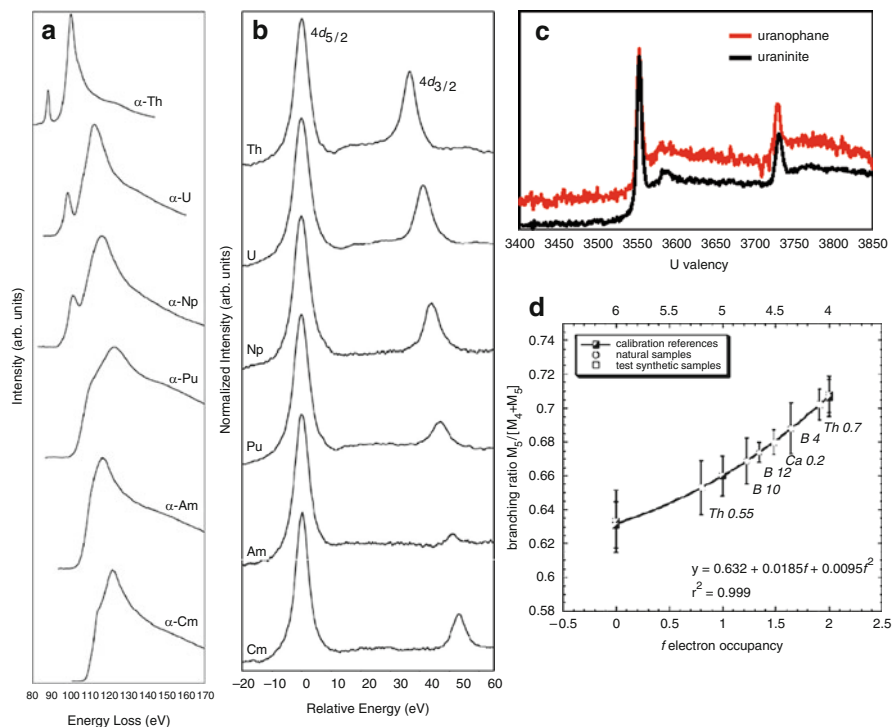 a
α-Th
α-U
α-Np
α-Pu
α-Am
α-Cm
Intensity (arb. units)
80 90 100 110 120 130 140 150 160 170
Energy Loss (eV)
b
4d5/2
4d3/2
Th
U
Np
Pu
Am
Cm
Normalized Intensity (arb. units)
−20 −10 0 10 20 30 40 50 60
Relative Energy (eV)
c
uranophane
uraninite
3400 3450 3500 3550 3600 3650 3700 3750 3800 3850
U valency
d
6 5.5 5 4.5 4
calibration references
natural samples
test synthetic samples
0.74
0.72
0.7
0.68
0.66
0.64
0.62
0.6
0.58
branching ratio M5/[M4+M5]
Th 0.7
B 4
Ca 0.2
B 12
B 10
Th 0.55
y = 0.632 + 0.0185f + 0.0095f²
r² = 0.999
−0.5 0 0.5 1 1.5 2 2.5
f electron occupancy